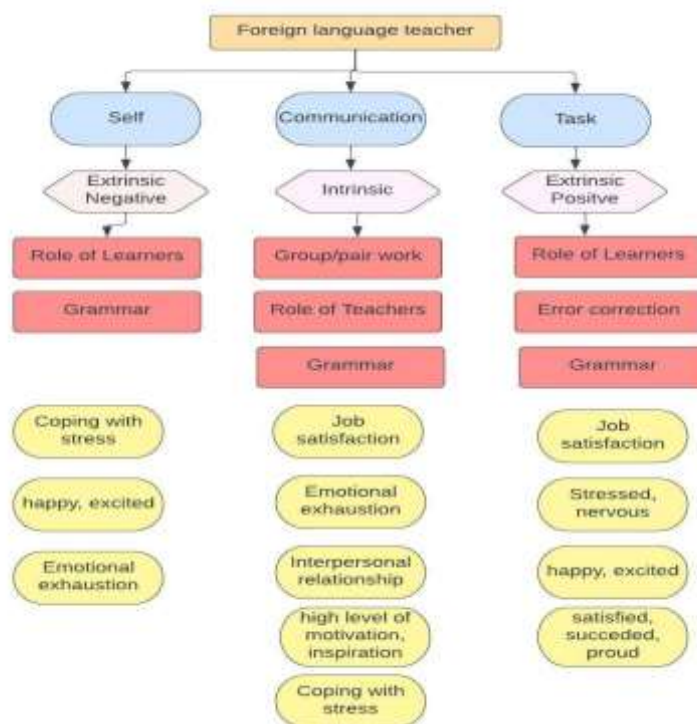 Foreign language teacher
Self
Communication
Task
Extrinsic
Negative
Intrinsic
Extrinsic
Positve
Role of Learners
Group/pair work
Role of Learners
Grammar
Role of Teachers
Error correction
Grammar
Grammar
Coping with
stress
Job
satisfaction
Job
satisfaction
happy, excited
Emotional
exhaustion
Stressed,
nervous
Emotional
exhaustion
Interpersonal
relationship
happy, excited
high level of
motivation,
inspiration
satisfied,
succeded,
proud
Coping with
stress